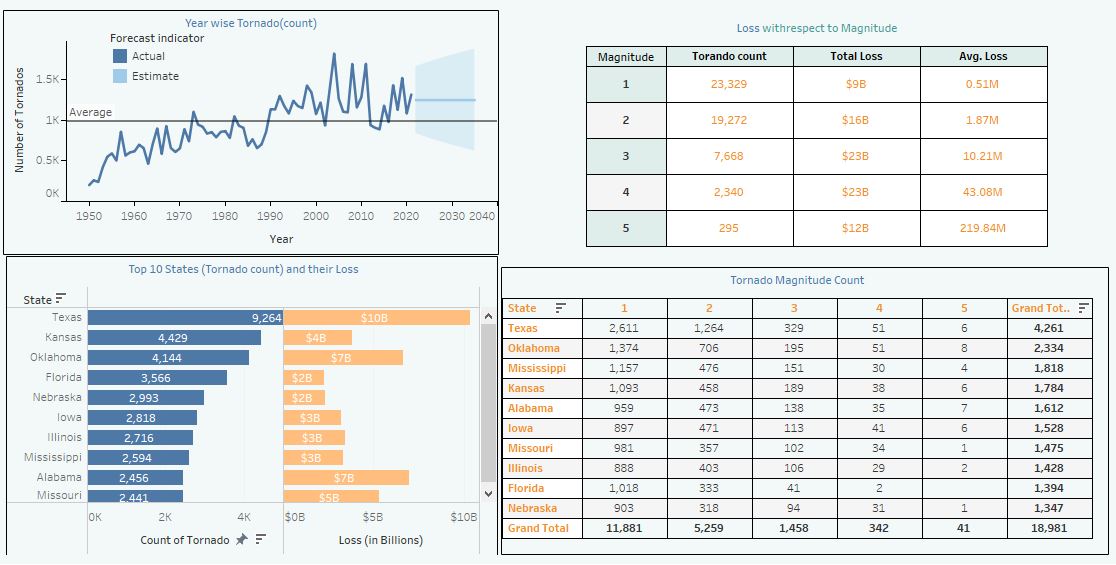 Year wise Tornado(count)
Forecast indicator
Actual
Estimate
Number of Tornados
1.5K
Average
1K
0.5K
0K
1950 1960 1970 1980 1990 2000 2010 2020 2030 2040
Year
Loss withrespect to Magnitude
Magnitude Torando count Total Loss Avg. Loss
1 23,329 $9B 0.51M
2 19,272 $16B 1.87M
3 7,668 $23B 10.21M
4 2,340 $23B 43.08M
5 295 $12B 219.84M
Top 10 States (Tornado count) and their Loss
State
Texas 9,264 $10B
Kansas 4,429 $4B
Oklahoma 4,144 $7B
Florida 3,566 $2B
Nebraska 2,993 $2B
Iowa 2,818 $3B
Illinois 2,716 $3B
Mississippi 2,594 $3B
Alabama 2,456 $7B
Missouri 2,441 $5B
0K 2K 4K $0B $5B $10B
Count of Tornado Loss (in Billions)
Tornado Magnitude Count
State 1 2 3 4 5 Grand Tot..
Texas 2,611 1,264 329 51 6 4,261
Oklahoma 1,374 706 195 51 8 2,334
Mississippi 1,157 476 151 30 4 1,818
Kansas 1,093 458 189 38 6 1,784
Alabama 959 473 138 35 7 1,612
Iowa 897 471 113 41 6 1,528
Missouri 981 357 102 34 1 1,475
Illinois 888 403 106 29 2 1,428
Florida 1,018 333 41 2 1,394
Nebraska 903 318 94 31 1 1,347
Grand Total 11,881 5,259 1,458 342 41 18,981